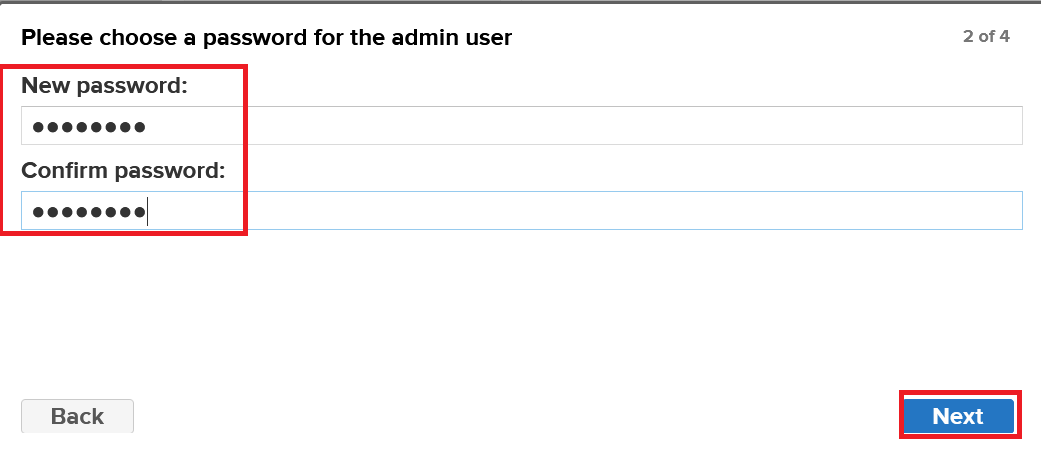 Please choose a password for the admin user
2 of 4
New password:
●●●●●●●●
Confirm password:
●●●●●●●●
Back
Next